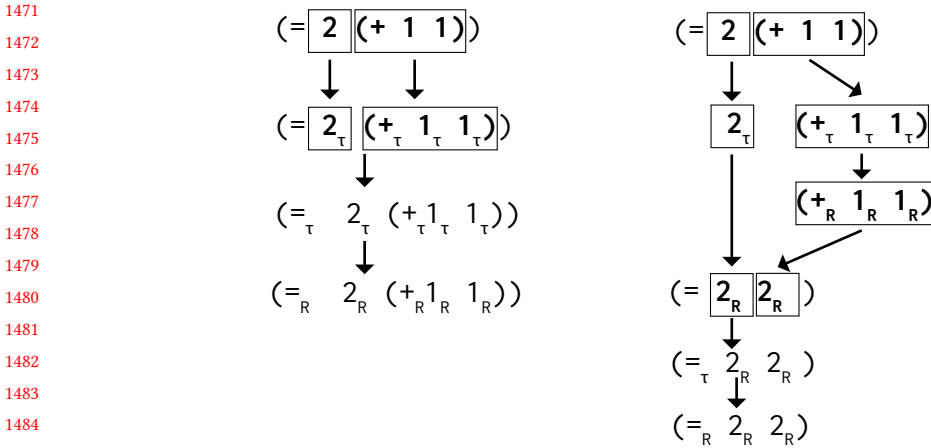 1471
1472
1473
1474
1475
1476
1477
1478
1479
1480
1481
1482
1483
1484
(= 2 (+ 1 1))
(= 2τ (+τ 1τ 1τ))
(=τ 2τ (+τ1τ 1τ))
(=R 2R (+R1R 1R))
(= 2 (+ 1 1))
2τ (+τ 1τ 1τ)
(+R 1R 1R)
(= 2R 2R )
(=τ 2R 2R )
(=R 2R 2R)